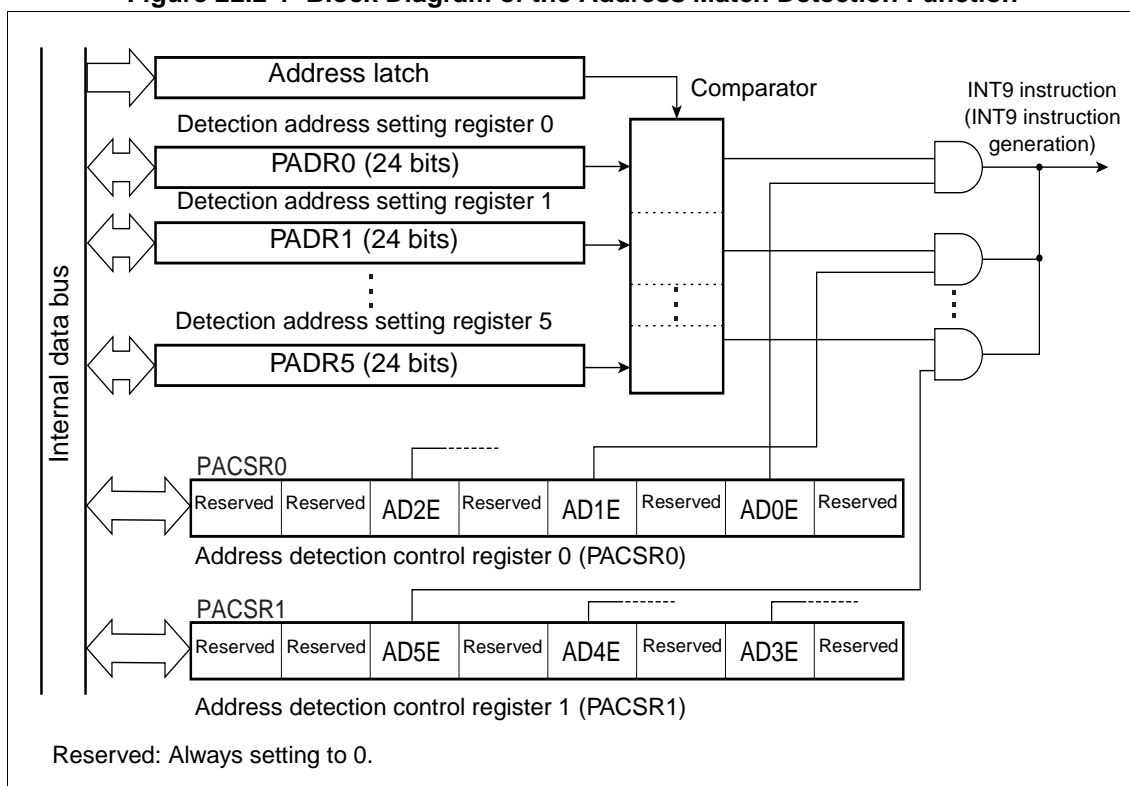 Figure 22.2-1 Block Diagram of the Address Match Detection Function
Address latch
Comparator
INT9 instruction
(INT9 instruction
generation)
Detection address setting register 0
PADR0 (24 bits)
Detection address setting register 1
PADR1 (24 bits)
Detection address setting register 5
PADR5 (24 bits)
Internal data bus
PACSR0
Reserved Reserved AD2E Reserved AD1E Reserved AD0E Reserved
Address detection control register 0 (PACSR0)
PACSR1
Reserved Reserved AD5E Reserved AD4E Reserved AD3E Reserved
Address detection control register 1 (PACSR1)
Reserved: Always setting to 0.